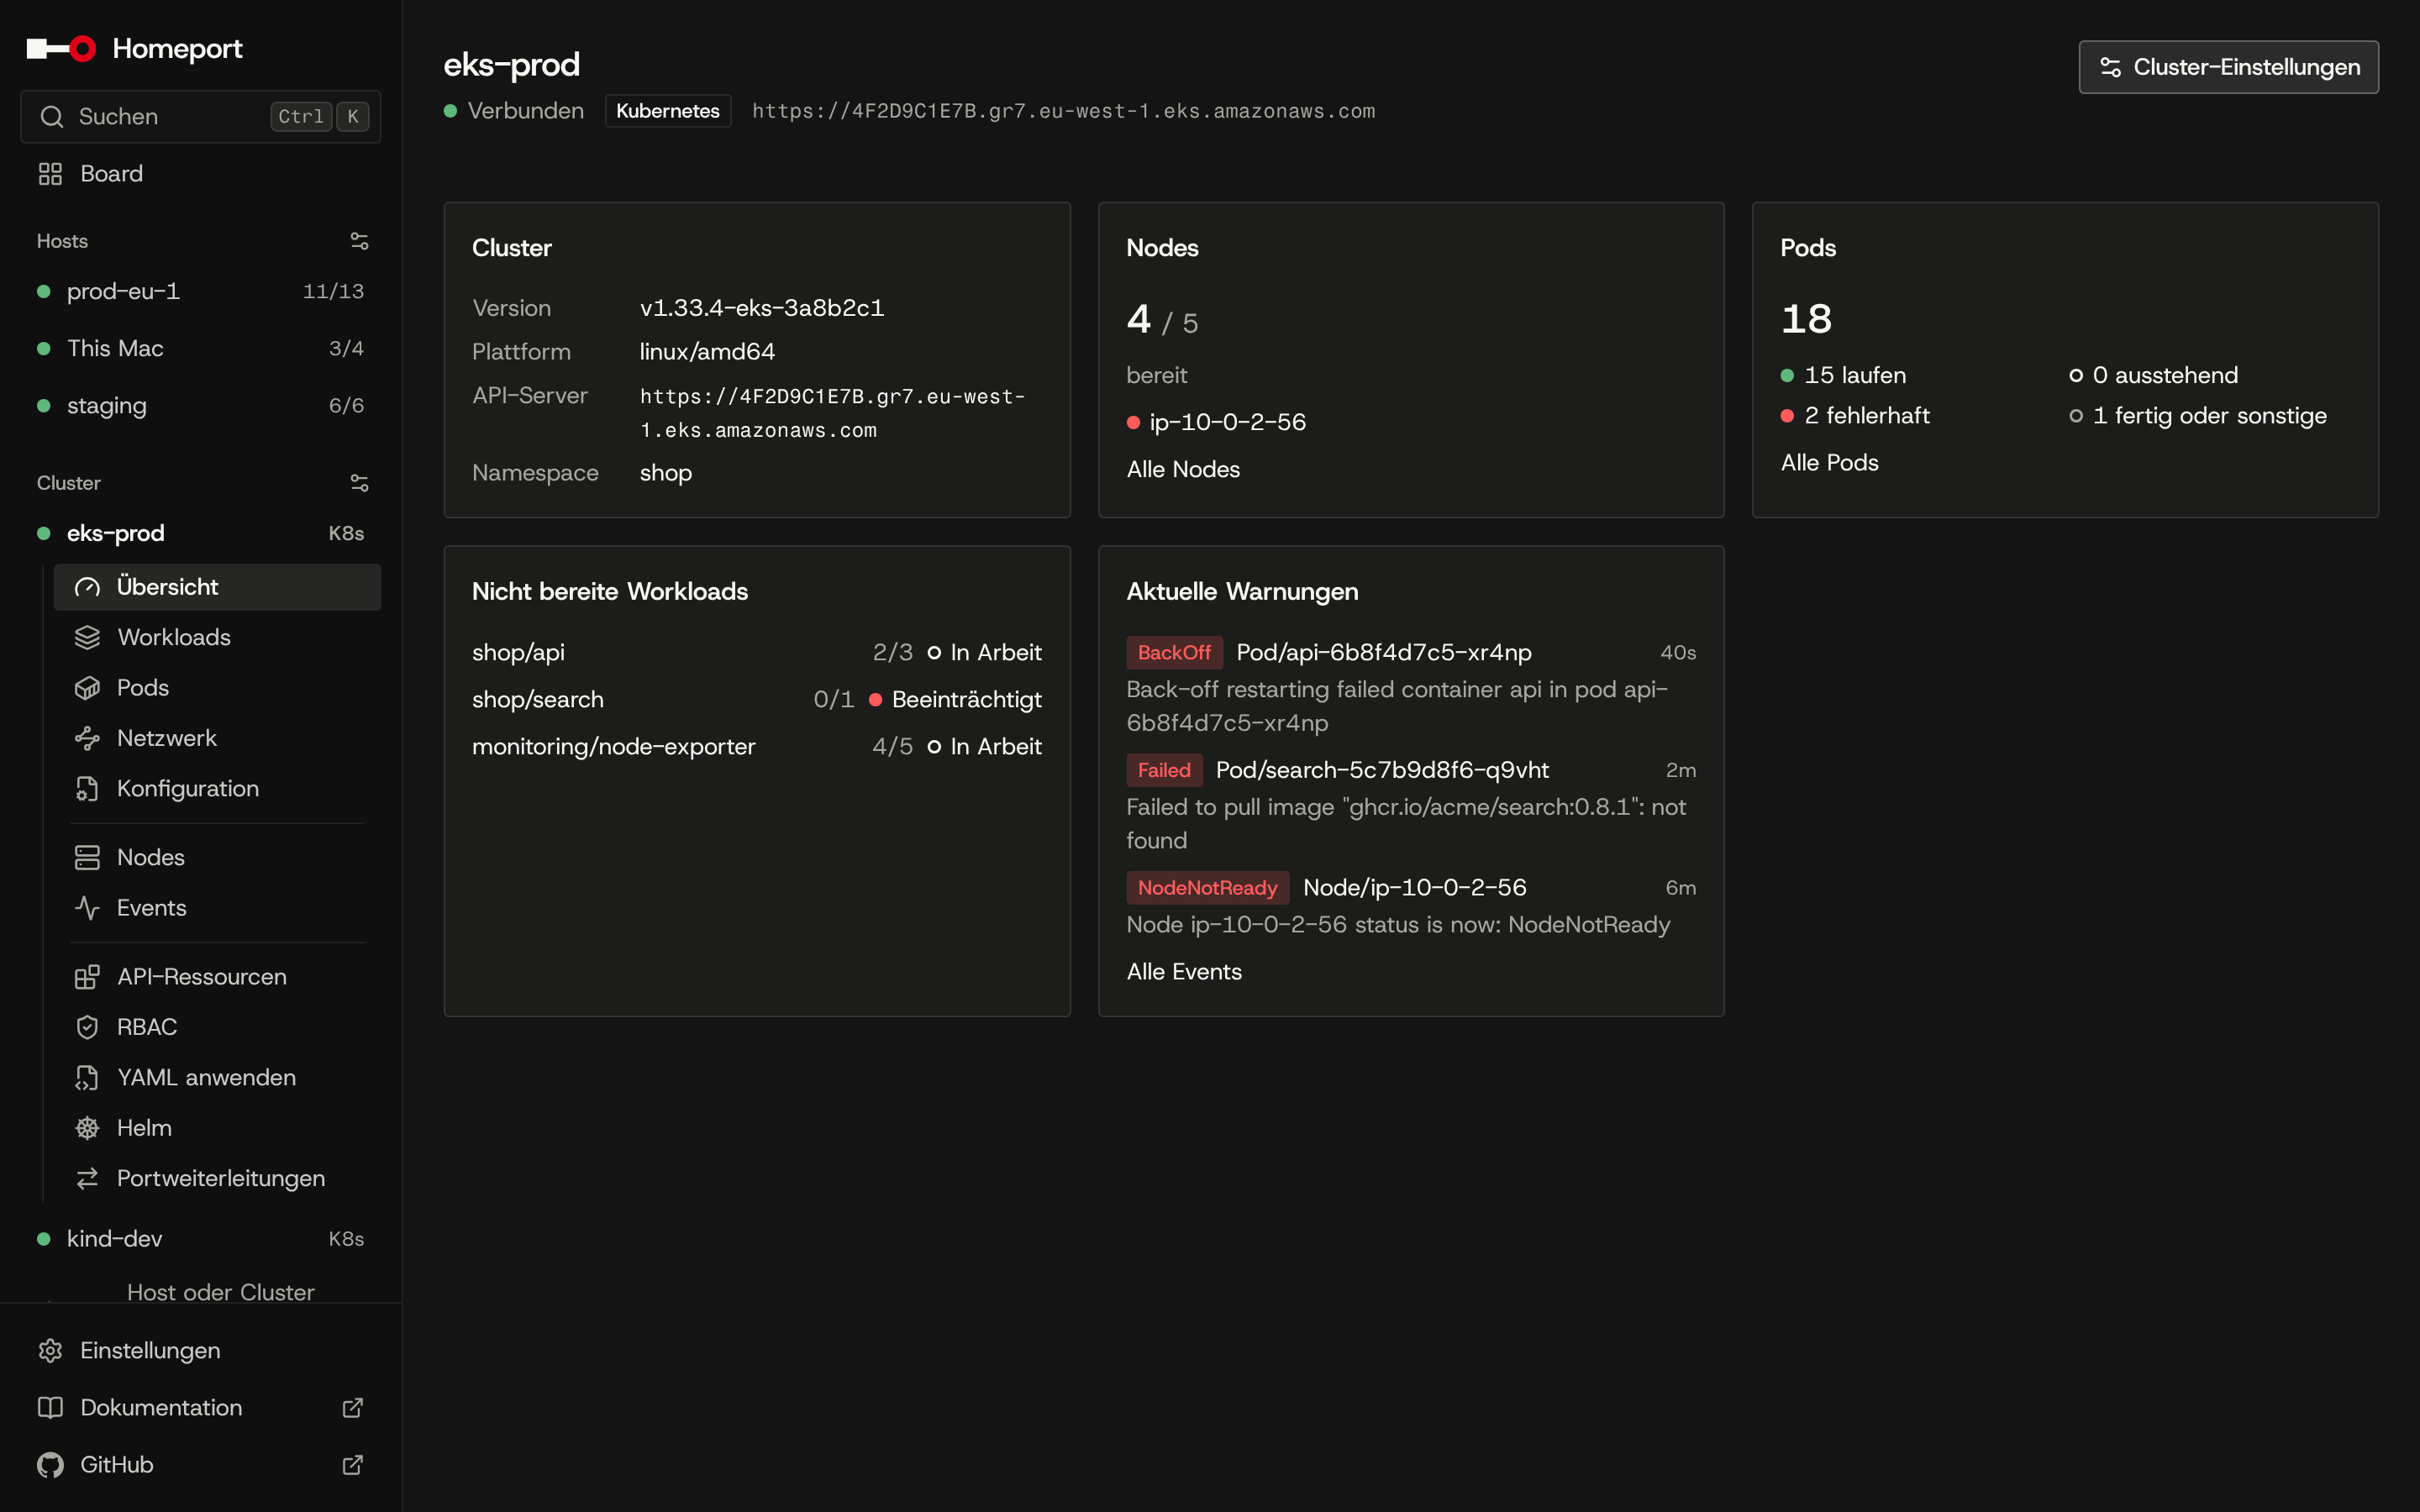 Homeport
Suchen Ctrl K
Board
Hosts
prod-eu-1 11/13
This Mac 3/4
staging 6/6
Cluster
eks-prod K8s
Übersicht
Workloads
Pods
Netzwerk
Konfiguration
Nodes
Events
API-Ressourcen
RBAC
YAML anwenden
Helm
Portweiterleitungen
kind-dev K8s
Host oder Cluster
Einstellungen
Dokumentation
GitHub
eks-prod
Verbunden Kubernetes https://4F2D9C1E7B.gr7.eu-west-1.eks.amazonaws.com
Cluster-Einstellungen
Cluster
Version v1.33.4-eks-3a8b2c1
Plattform linux/amd64
API-Server https://4F2D9C1E7B.gr7.eu-west-
1.eks.amazonaws.com
Namespace shop
Nodes
4 / 5
bereit
ip-10-0-2-56
Alle Nodes
Pods
18
15 laufen 0 ausstehend
2 fehlerhaft 1 fertig oder sonstige
Alle Pods
Nicht bereite Workloads
shop/api 2/3 In Arbeit
shop/search 0/1 Beeinträchtigt
monitoring/node-exporter 4/5 In Arbeit
Aktuelle Warnungen
BackOff Pod/api-6b8f4d7c5-xr4np 40s
Back-off restarting failed container api in pod api-
6b8f4d7c5-xr4np
Failed Pod/search-5c7b9d8f6-q9vht 2m
Failed to pull image "ghcr.io/acme/search:0.8.1": not
found
NodeNotReady Node/ip-10-0-2-56 6m
Node ip-10-0-2-56 status is now: NodeNotReady
Alle Events